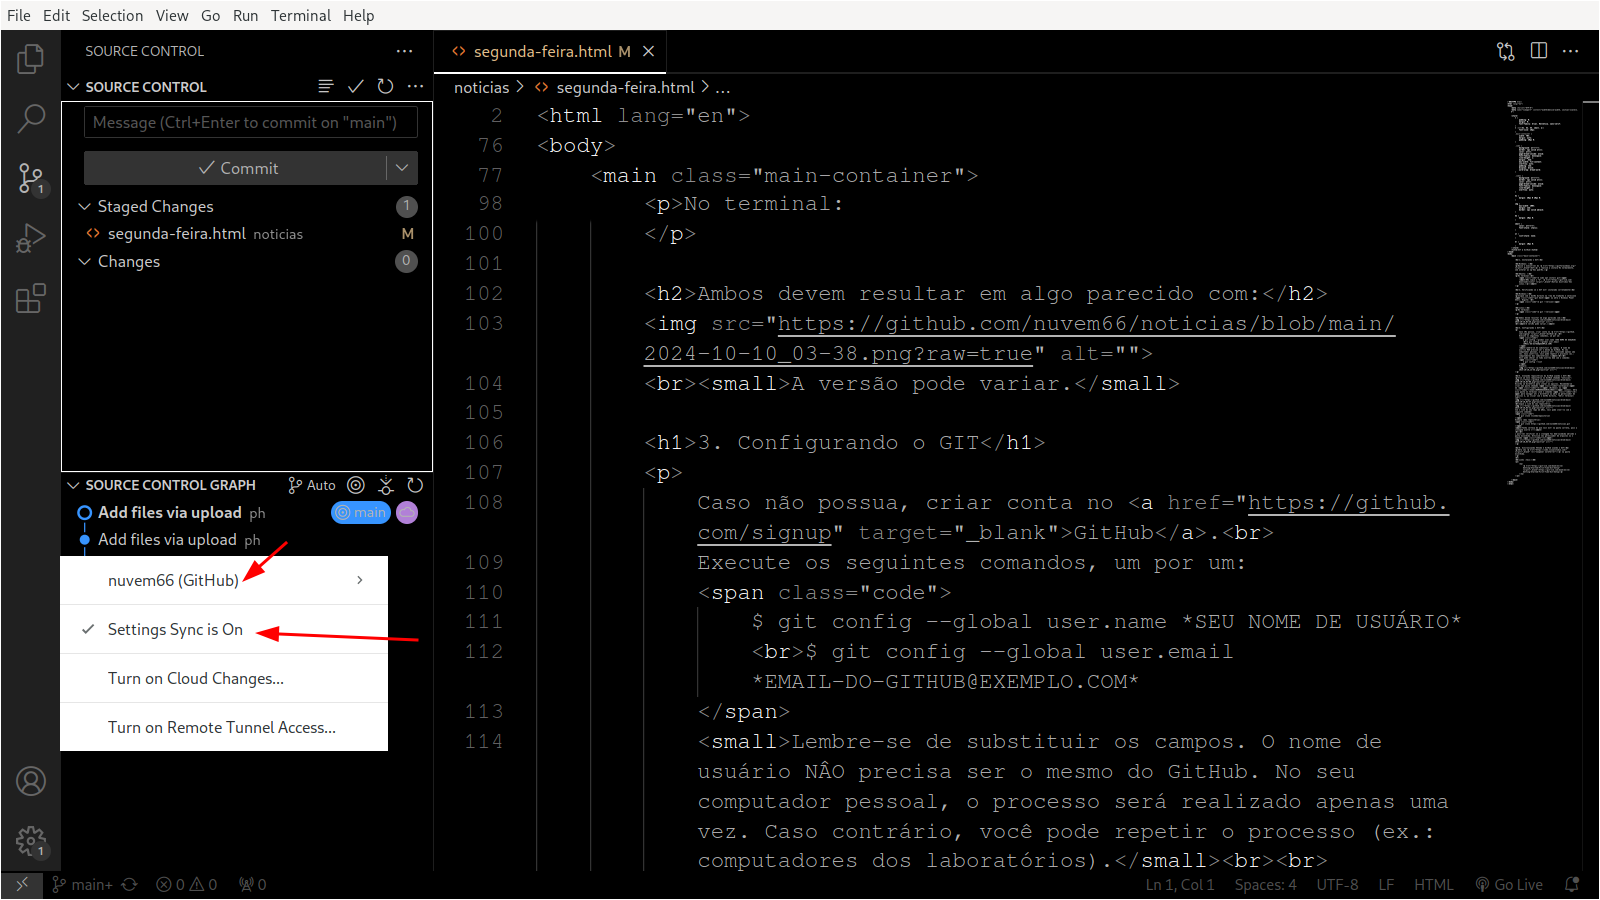 File Edit Selection View Go Run Terminal Help
SOURCE CONTROL
SOURCE CONTROL
Message (Ctrl+Enter to commit on "main")
Commit
Staged Changes 1
segunda-feira.html noticias M
Changes 0
SOURCE CONTROL GRAPH Auto
Add files via upload ph main
Add files via upload ph
nuvem66 (GitHub)
Settings Sync is On
Turn on Cloud Changes...
Turn on Remote Tunnel Access...
1
1
segunda-feira.html M
noticias > segunda-feira.html > ...
2 <html lang="en">
76 <body>
77 <main class="main-container">
98 <p>No terminal:
100 </p>
101
102 <h2>Ambos devem resultar em algo parecido com:</h2>
103 <img src="https://github.com/nuvem66/noticias/blob/main/
2024-10-10_03-38.png?raw=true" alt="">
104 <br><small>A versão pode variar.</small>
105
106 <h1>3. Configurando o GIT</h1>
107 <p>
108 Caso não possua, criar conta no <a href="https://github.
com/signup" target="_blank">GitHub</a>.<br>
109 Execute os seguintes comandos, um por um:
110 <span class="code">
111 $ git config --global user.name *SEU NOME DE USUÁRIO*
112 <br>$ git config --global user.email
*EMAIL-DO-GITHUB@EXEMPLO.COM*
113 </span>
114 <small>Lembre-se de substituir os campos. O nome de
usuário NÂO precisa ser o mesmo do GitHub. No seu
computador pessoal, o processo será realizado apenas uma
vez. Caso contrário, você pode repetir o processo (ex.:
computadores dos laboratórios).</small><br><br>
main+ 0 0 0
Ln 1, Col 1 Spaces: 4 UTF-8 LF HTML Go Live